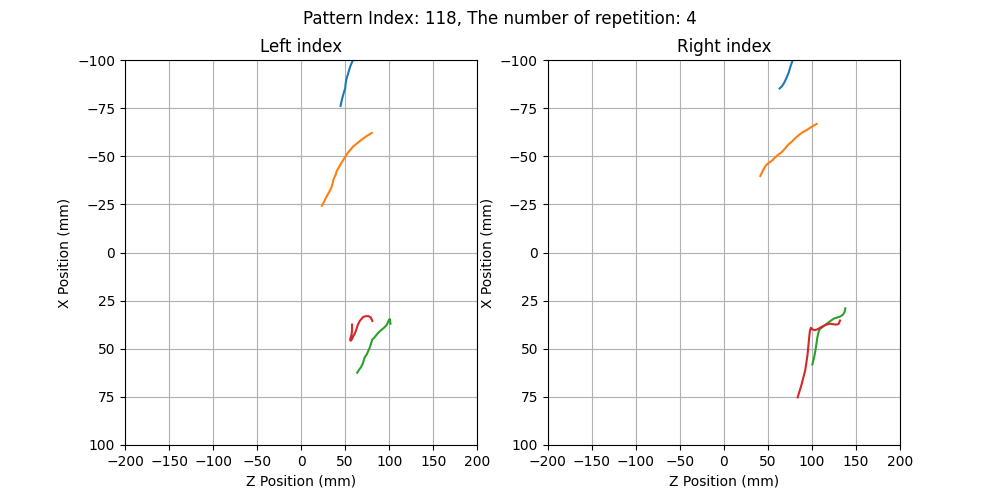 Pattern Index: 118, The number of repetition: 4
Left index
Right index
−100
−75
−50
−25
0
25
50
75
100
X Position (mm)
−200 −150 −100 −50 0 50 100 150 200
Z Position (mm)
−100
−75
−50
−25
0
25
50
75
100
X Position (mm)
−200 −150 −100 −50 0 50 100 150 200
Z Position (mm)